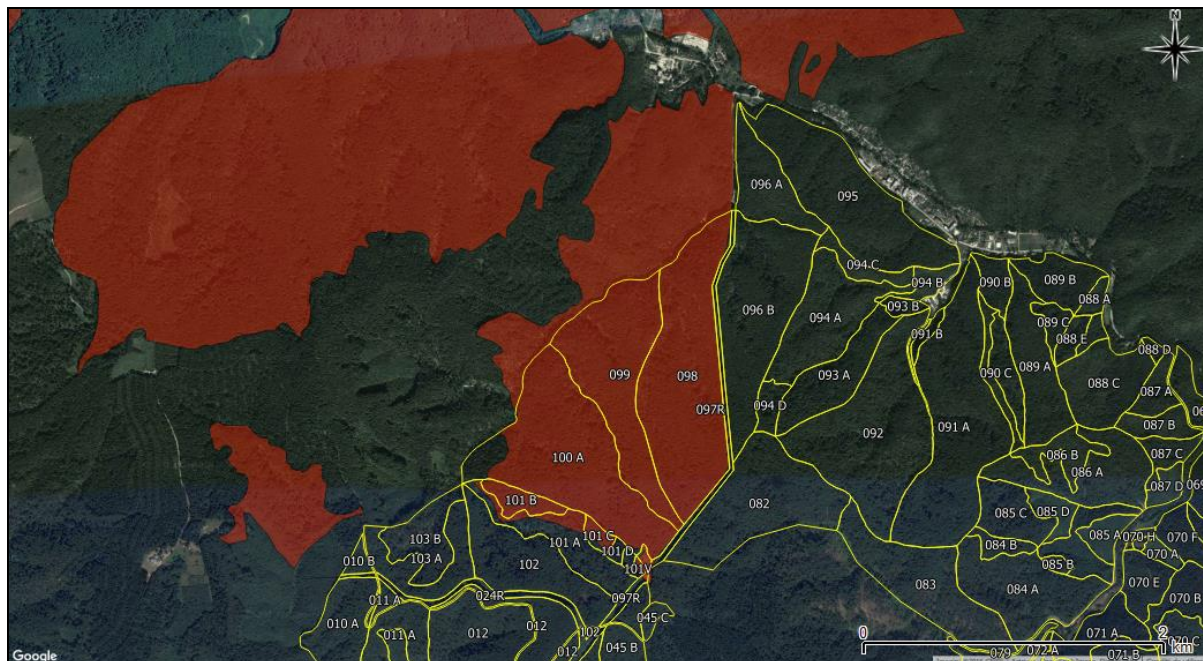 N
096 A
095
094 C
094 B
090 B
089 B
088 A
093 B
096 B
094 A
091 B
089 C
088 E
088 D
099
098
093 A
090 C
089 A
088 C
087 A
097R
094 D
092
091 A
087 B
100 A
086 B
086 A
087 C
087 D
101 B
082
085 C
085 D
103 B
101 A
101 C
085 A
070 H
070 F
010 B
103 A
102
101 D
101V
084 B
085 B
070 A
011 A
024R
097R
083
084 A
070 E
070 B
010 A
011 A
012
012
102
045 C
045 B
012
0
2
km
071 A
070 C
079
072 A
071 B
Google